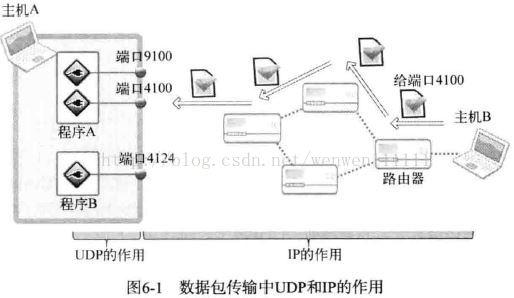 主机A
端口9100
端口4100
程序A
端口4124
程序B
给端口4100
主机B
路由器
UDP的作用
IP的作用
图6-1 数据包传输中UDP和IP的作用